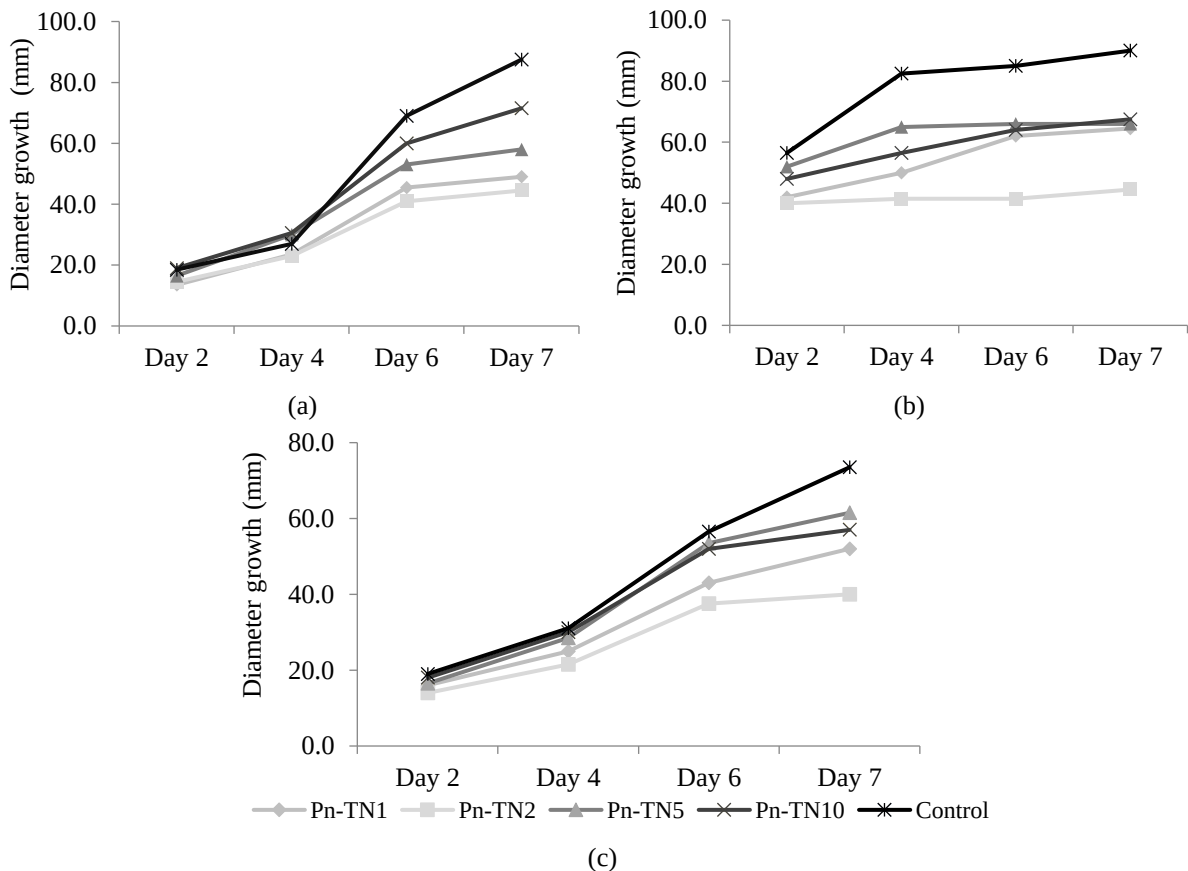 Diameter growth (mm)
100.0
80.0
60.0
40.0
20.0
0.0
Day 2 Day 4 Day 6 Day 7
(a)
Diameter growth (mm)
100.0
80.0
60.0
40.0
20.0
0.0
Day 2 Day 4 Day 6 Day 7
(b)
Diameter growth (mm)
80.0
60.0
40.0
20.0
0.0
Day 2 Day 4 Day 6 Day 7
Pn-TN1 Pn-TN2 Pn-TN5 Pn-TN10 Control
(c)